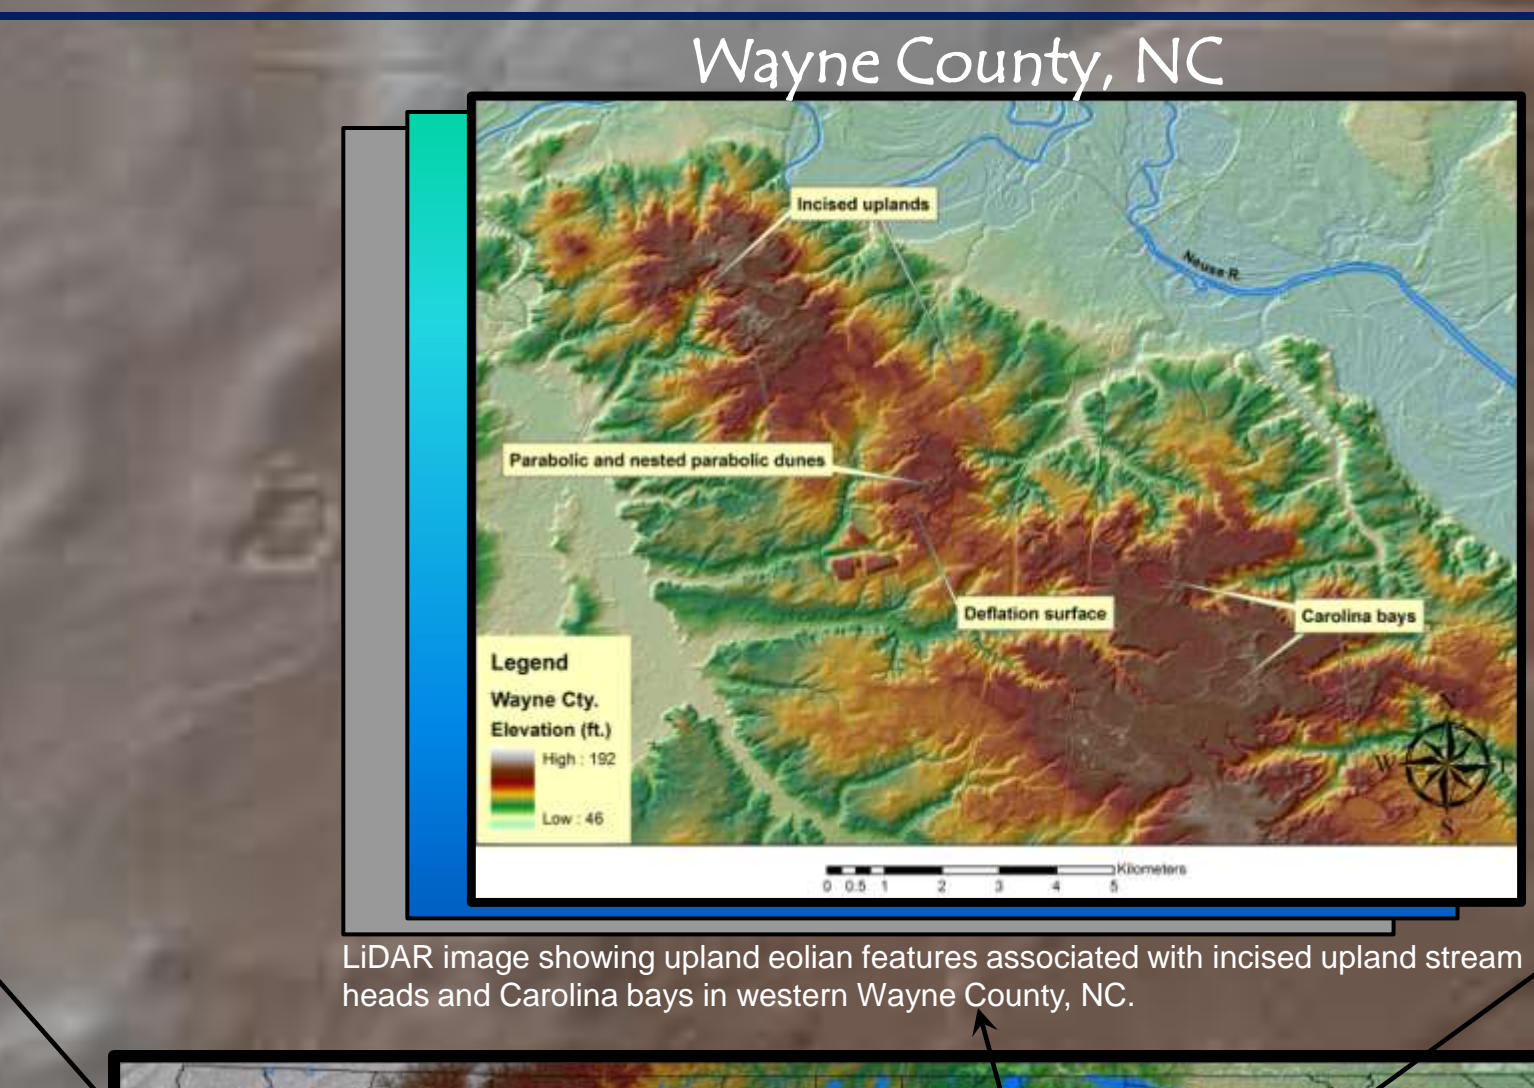 Wayne County, NC
Incised uplands
Neuse R.
Parabolic and nested parabolic dunes
Deflation surface
Carolina bays
Legend
Wayne Cty.
Elevation (ft.)
High : 192
Low : 46
N
W
S
Kilometers
0 0.5 1 2 3 4 5
LiDAR image showing upland eolian features associated with incised upland stream
heads and Carolina bays in western Wayne County, NC.